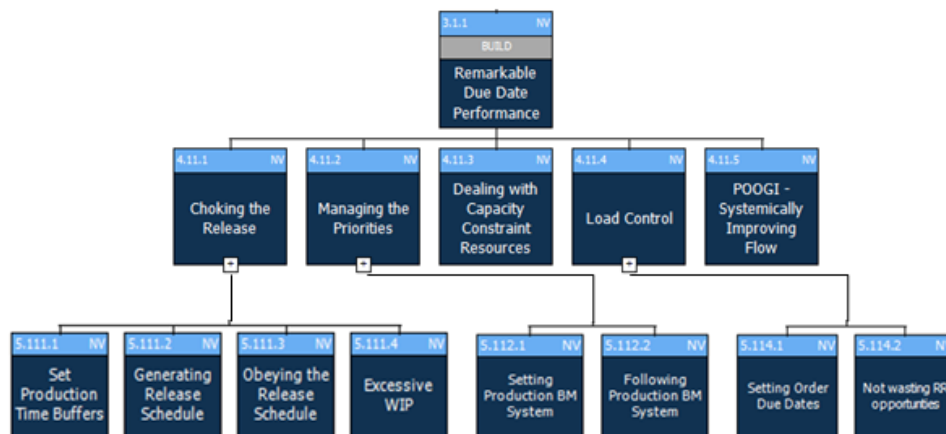 3.1.1 NV
BUILD
Remarkable
Due Date
Performance
4.11.1 NV
Choking the
Release
4.11.2 NV
Managing the
Priorities
4.11.3 NV
Dealing with
Capacity
Constraint
Resources
4.11.4 NV
Load Control
4.11.5 NV
POOGI -
Systemically
Improving
Flow
5.111.1 NV
Set
Production
Time Buffers
5.111.2 NV
Generating
Release
Schedule
5.111.3 NV
Obeying the
Release
Schedule
5.111.4 NV
Excessive
WIP
5.112.1 NV
Setting
Production BM
System
5.112.2 NV
Following
Production BM
System
5.114.1 NV
Setting Order
Due Dates
5.114.2 NV
Not wasting RR
opportunties